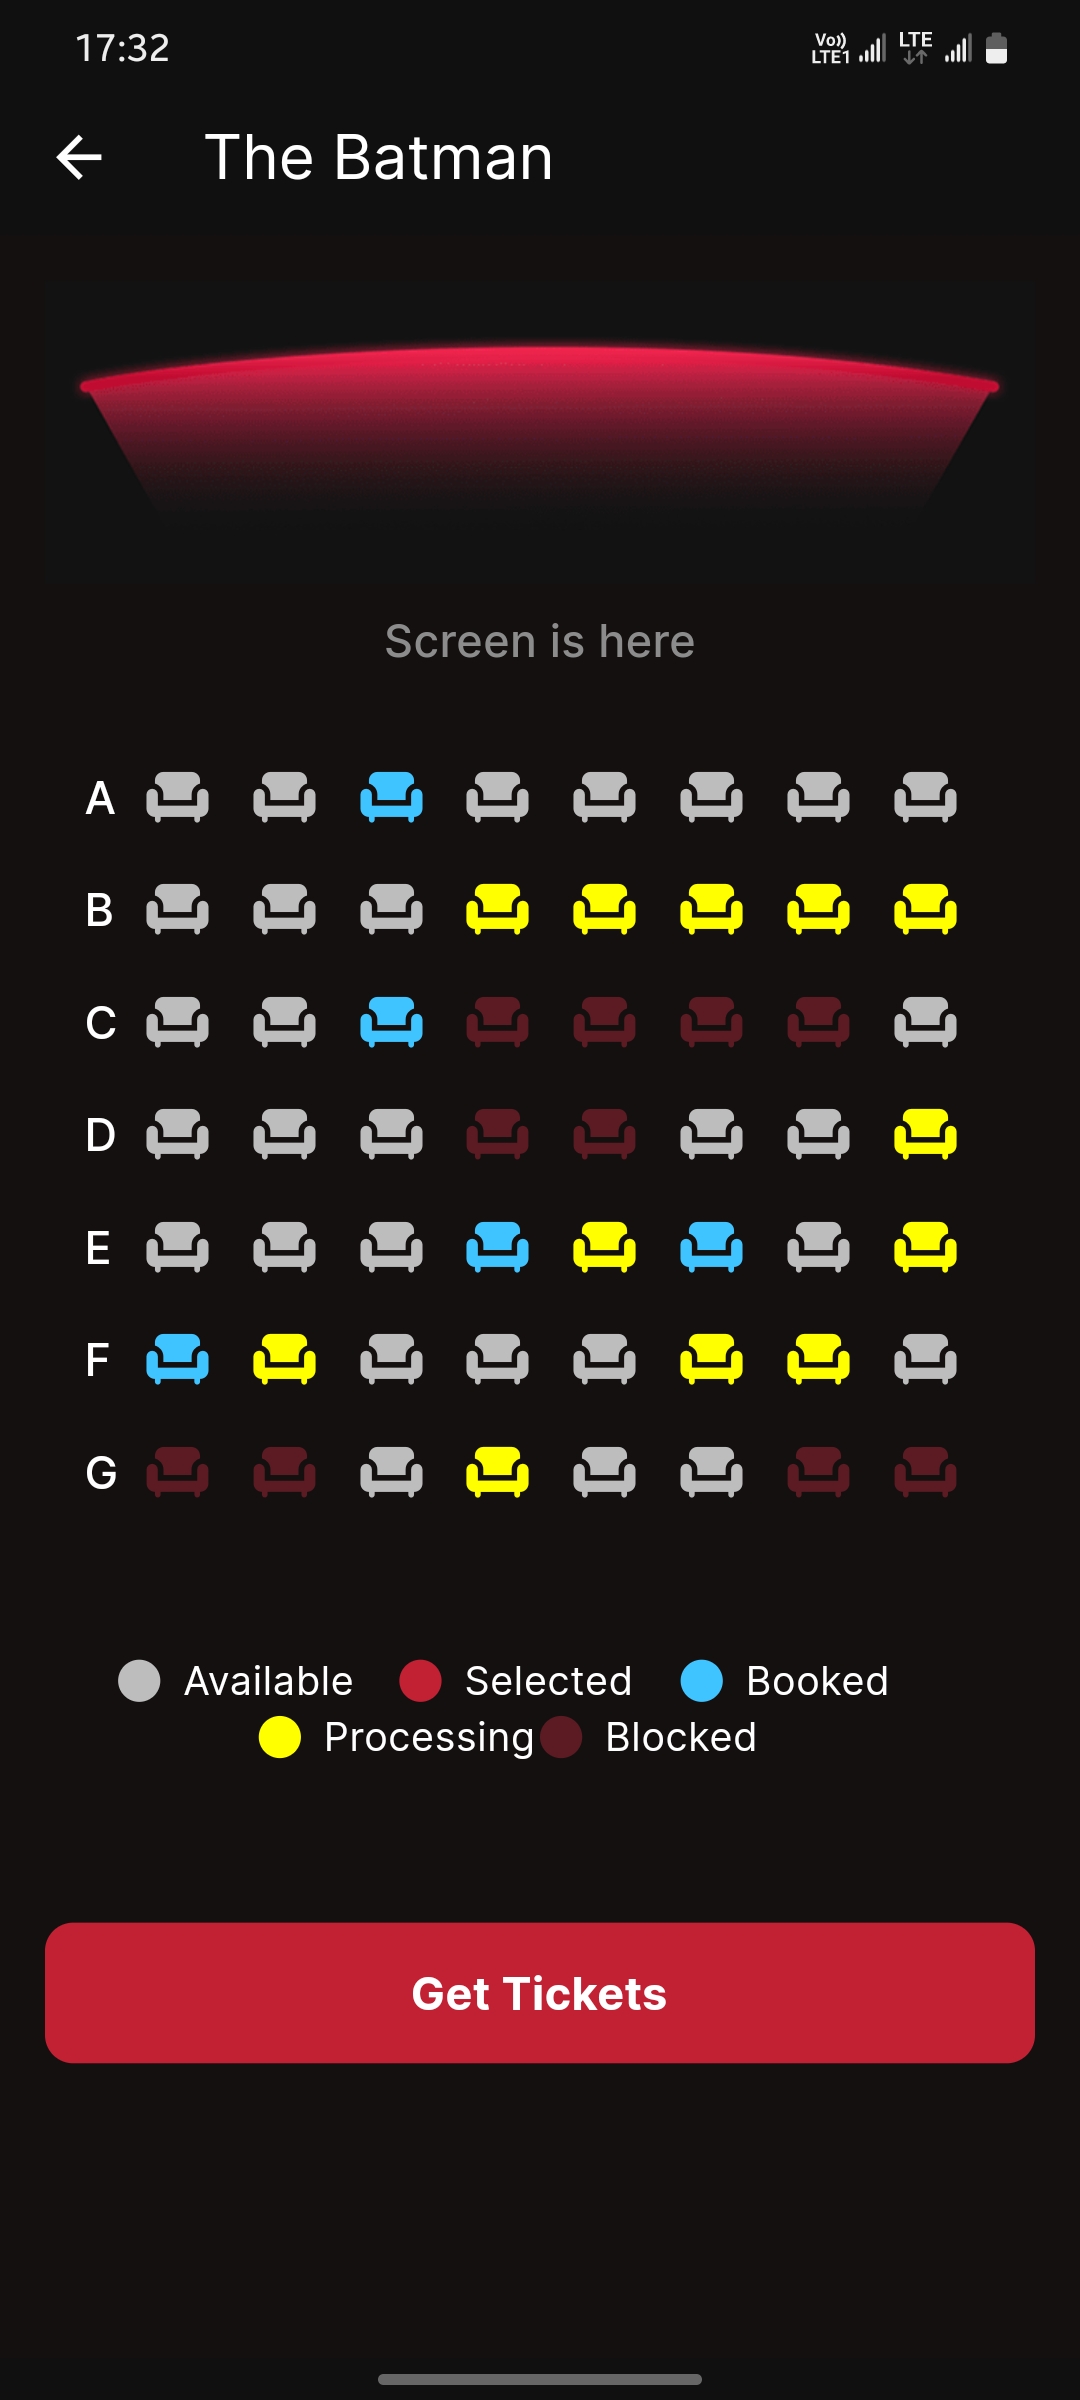 17:32 Vo)) LTE1 LTE
The Batman
Screen is here
A
B
C
D
E
F
G
Available Selected Booked
Processing Blocked
Get Tickets